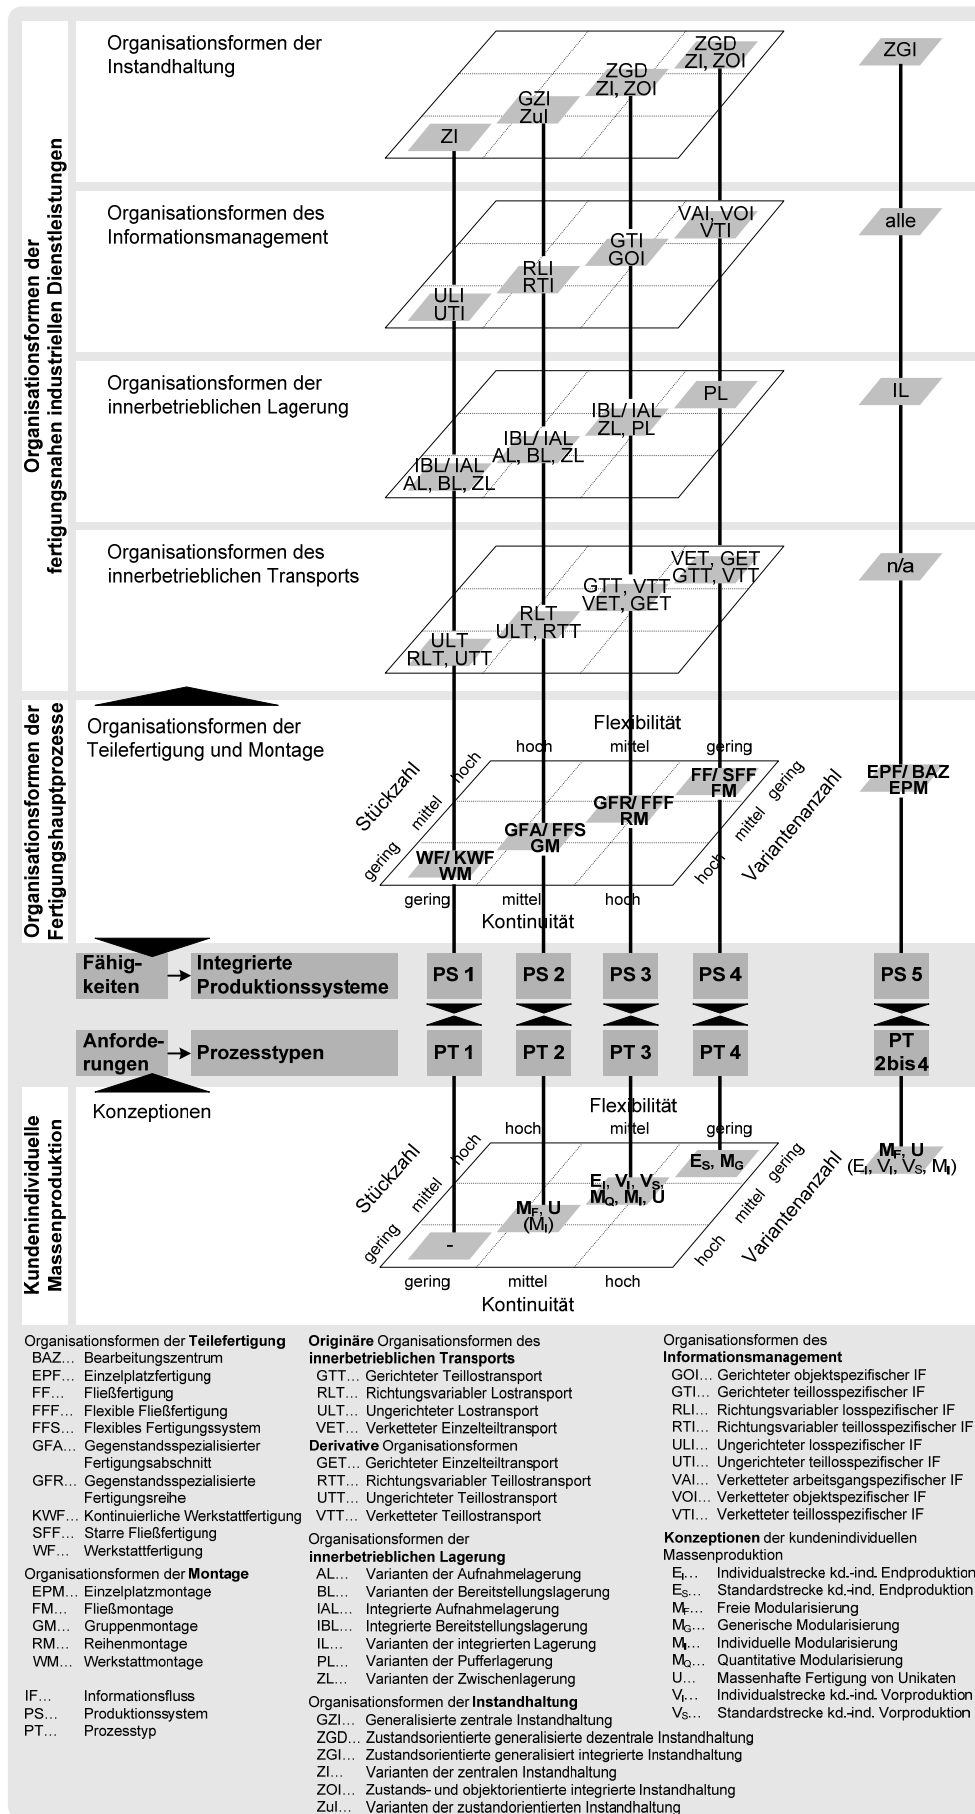 Organisationsformen der
fertigungsnahen industriellen Dienstleistungen
Organisationsformen der
Instandhaltung
ZI
GZI
ZuI
ZGD
ZI, ZOI
ZGD
ZI, ZOI
ZGI
Organisationsformen des
Informationsmanagement
ULI
UTI
RLI
RTI
GTI
GOI
VAI, VOI
VTI
alle
Organisationsformen der
innerbetrieblichen Lagerung
IBL/ IAL
AL, BL, ZL
IBL/ IAL
AL, BL, ZL
IBL/ IAL
ZL, PL
PL
IL
Organisationsformen des
innerbetrieblichen Transports
ULT
RLT, UTT
RLT
ULT, RTT
GTT, VTT
VET, GET
VET, GET
GTT, VTT
n/a
Organisationsformen der
Fertigungshauptprozesse
Organisationsformen der
Teilefertigung und Montage
Flexibilität
hoch
mittel
gering
Stückzahl
hoch
mittel
gering
WF/ KWF
WM
GFA/ FFS
GM
GFR/ FFF
RM
FF/ SFF
FM
gering
mittel
hoch
Variantenanzahl
EPF/ BAZ
EPM
gering
mittel
hoch
Kontinuität
Fähig-
keiten
Integrierte
Produktionssysteme
PS 1
PS 2
PS 3
PS 4
PS 5
Anforde-
rungen
Prozesstypen
PT 1
PT 2
PT 3
PT 4
PT
2bis4
Kundenindividuelle
Massenproduktion
Konzeptionen
Flexibilität
hoch
mittel
gering
Stückzahl
hoch
mittel
gering
-
MF, U
(MI)
EI, VI, VS,
MQ, MI, U
ES, MG
gering
mittel
hoch
Variantenanzahl
MF, U
(EI, VI, VS, MI)
gering
mittel
hoch
Kontinuität
Organisationsformen der Teilefertigung
BAZ... Bearbeitungszentrum
EPF... Einzelplatzfertigung
FF... Fließfertigung
FFF... Flexible Fließfertigung
FFS... Flexibles Fertigungssystem
GFA... Gegenstandsspezialisierter
Fertigungsabschnitt
GFR... Gegenstandsspezialisierte
Fertigungsreihe
KWF... Kontinuierliche Werkstattfertigung
SFF... Starre Fließfertigung
WF... Werkstattfertigung
Organisationsformen der Montage
EPM... Einzelplatzmontage
FM... Fließmontage
GM... Gruppenmontage
RM... Reihenmontage
WM... Werkstattmontage
IF... Informationsfluss
PS... Produktionssystem
PT... Prozesstyp
Originäre Organisationsformen des
innerbetrieblichen Transports
GTT... Gerichteter Teillostransport
RLT... Richtungsvariabler Lostransport
ULT... Ungerichteter Lostransport
VET... Verketteter Einzelteiltransport
Derivative Organisationsformen
GET... Gerichteter Einzelteiltransport
RTT... Richtungsvariabler Teillostransport
UTT... Ungerichteter Teillostransport
VTT... Verketteter Teillostransport
Organisationsformen der
innerbetrieblichen Lagerung
AL... Varianten der Aufnahmelagerung
BL... Varianten der Bereitstellungslagerung
IAL... Integrierte Aufnahmelagerung
IBL... Integrierte Bereitstellungslagerung
IL... Varianten der integrierten Lagerung
PL... Varianten der Pufferlagerung
ZL... Varianten der Zwischenlagerung
Organisationsformen der Instandhaltung
GZI... Generalisierte zentrale Instandhaltung
ZGD... Zustandsorientierte generalisierte dezentrale Instandhaltung
ZGI... Zustandsorientierte generalisiert integrierte Instandhaltung
ZI... Varianten der zentralen Instandhaltung
ZOI... Zustands- und objektorientierte integrierte Instandhaltung
ZuI... Varianten der zustandorientierten Instandhaltung
Organisationsformen des
Informationsmanagement
GOI... Gerichteter objektspezifischer IF
GTI... Gerichteter teillosspezifischer IF
RLI... Richtungsvariabler losspezifischer IF
RTI... Richtungsvariabler teillosspezifischer IF
ULI... Ungerichteter losspezifischer IF
UTI... Ungerichteter teillosspezifischer IF
VAI... Verketteter arbeitsgangspezifischer IF
VOI... Verketteter objektspezifischer IF
VTI... Verketteter teillosspezifischer IF
Konzeptionen der kundenindividuellen
Massenproduktion
EI... Individualstrecke kd.-ind. Endproduktion
ES... Standardstrecke kd.-ind. Endproduktion
MF... Freie Modularisierung
MG... Generische Modularisierung
MI... Individuelle Modularisierung
MQ... Quantitative Modularisierung
U... Massenhafte Fertigung von Unikaten
VI... Individualstrecke kd.-ind. Vorproduktion
VS... Standardstrecke kd.-ind. Vorproduktion